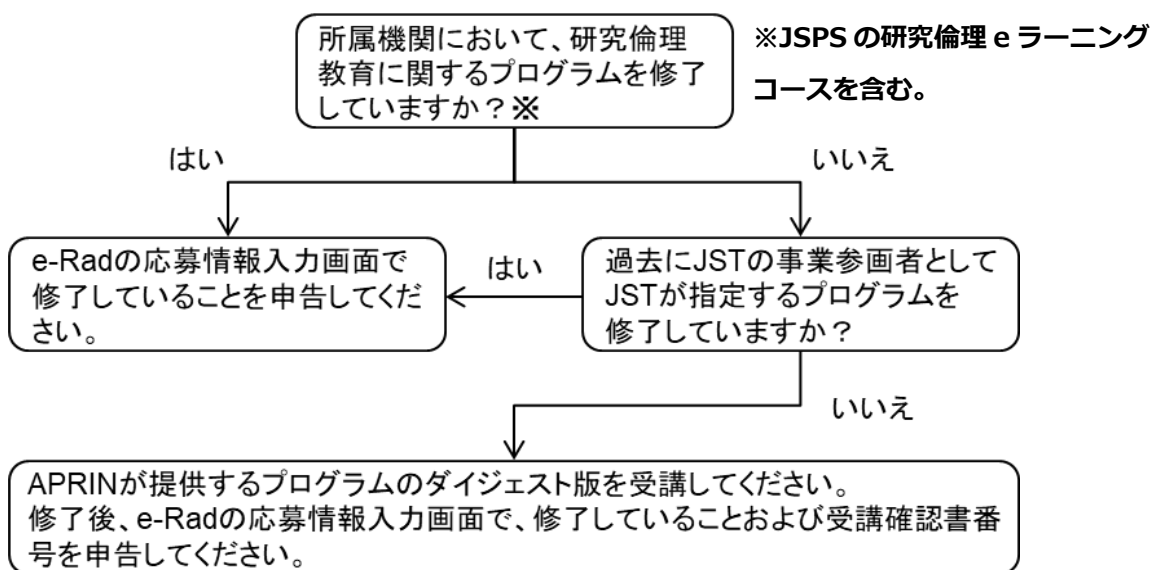 所属機関において、研究倫理
教育に関するプログラムを修了
していますか？※
※JSPS の研究倫理 e ラーニング
コースを含む。
はい
いいえ
e-Radの応募情報入力画面で
修了していることを申告してくだ
さい。
はい
過去にJSTの事業参画者として
JSTが指定するプログラムを
修了していますか？
いいえ
APRINが提供するプログラムのダイジェスト版を受講してください。
修了後、e-Radの応募情報入力画面で、修了していることおよび受講確認書番
号を申告してください。